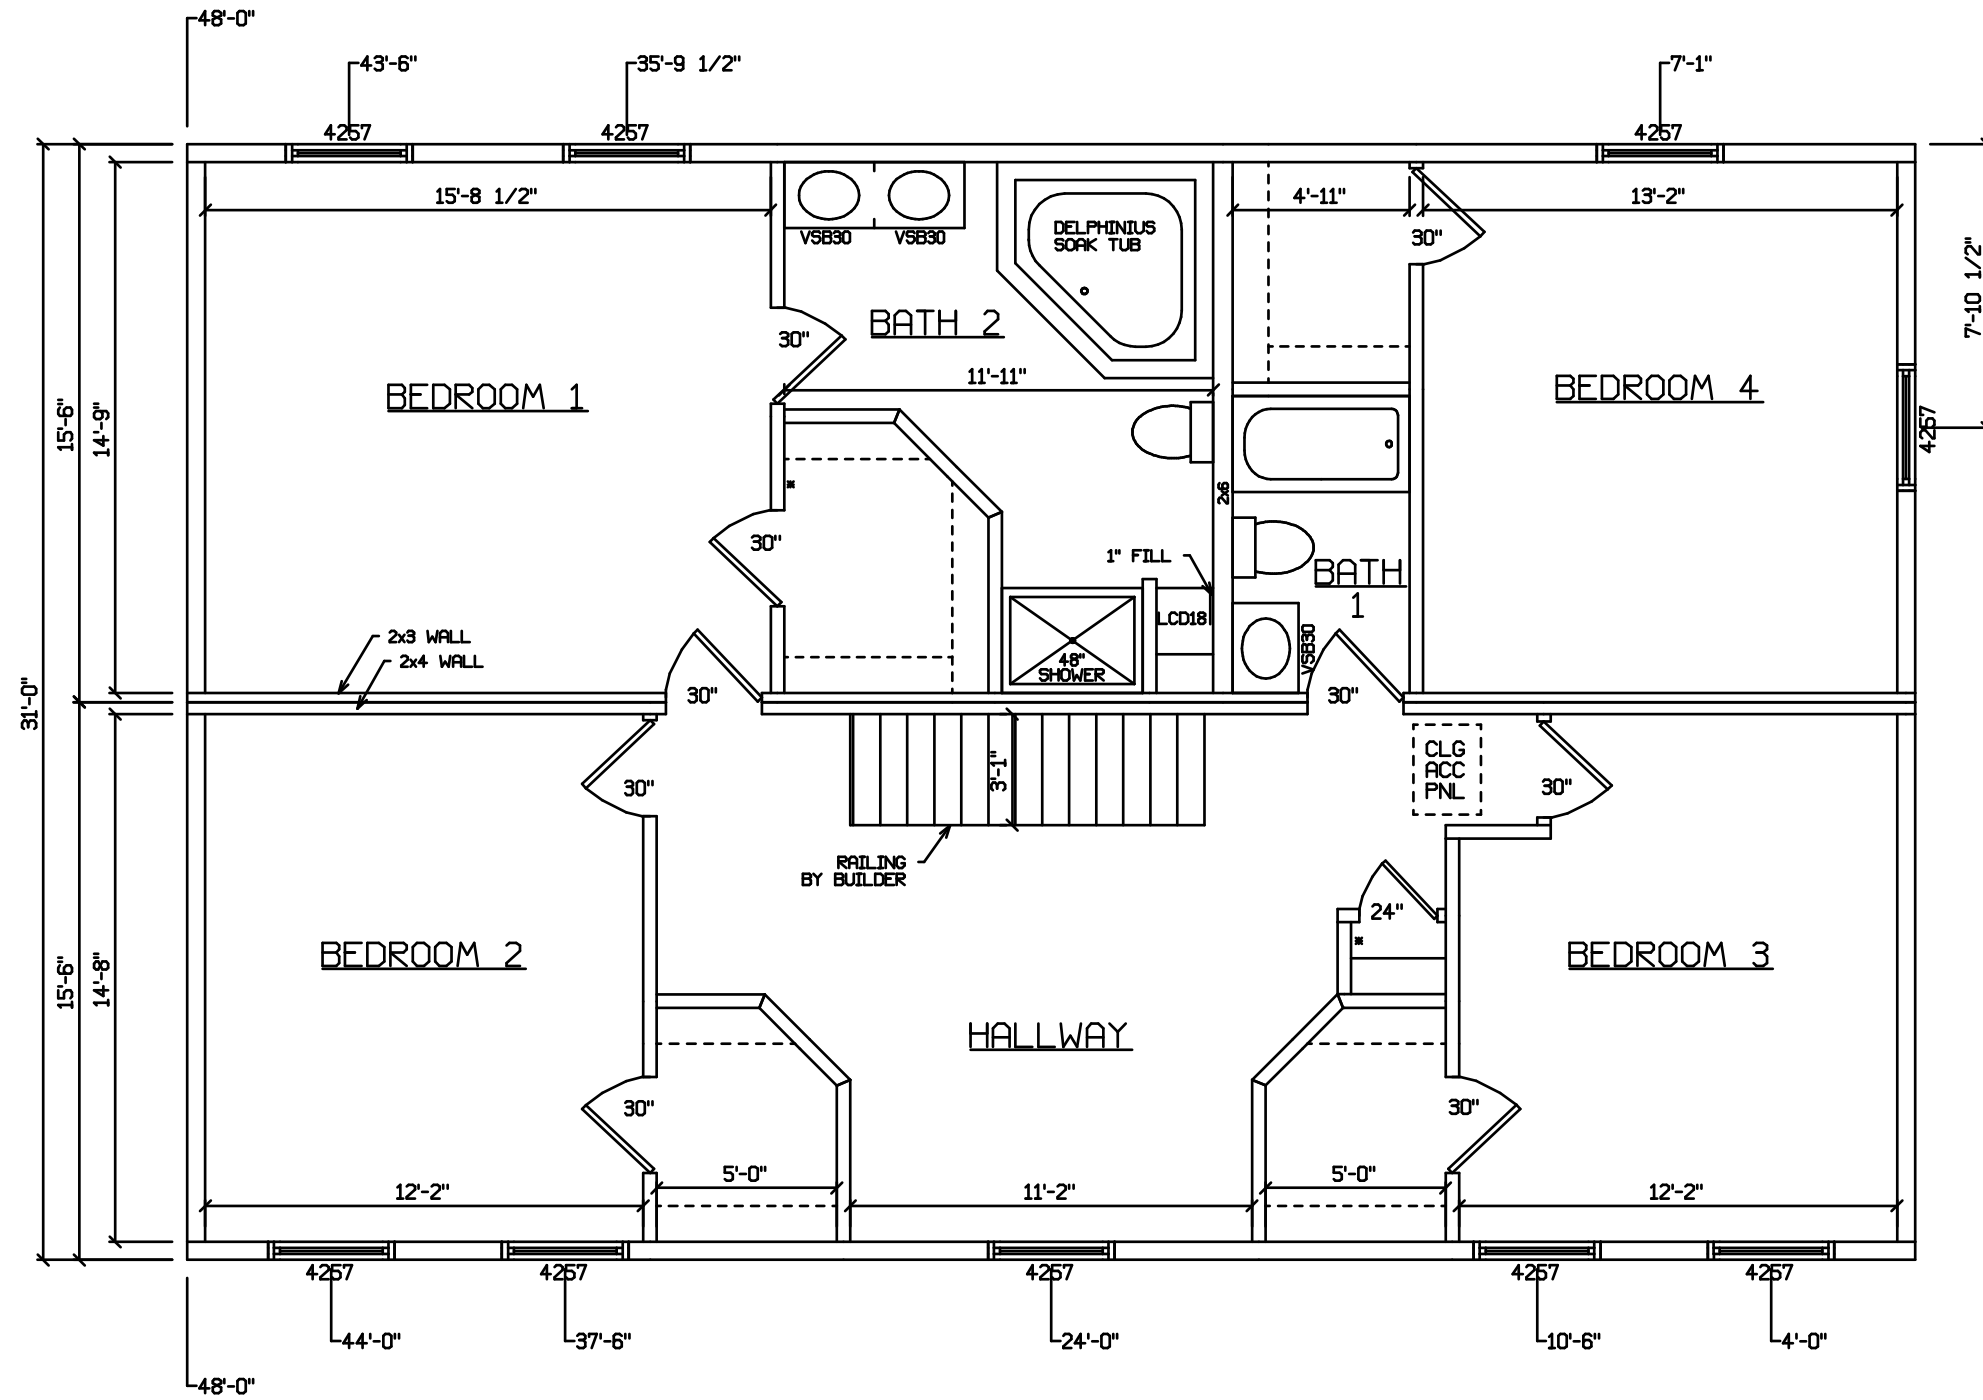 48'-0"
43'-6"
35'-9 1/2"
7'-1"
4257
4257
4257
15'-8 1/2"
4'-11"
13'-2"
VSB30
VSB30
DELPHINIUS
SOAK TUB
30"
7'-10 1/2"
BATH 2
30"
11'-11"
BEDROOM 1
BEDROOM 4
15'-6"
14'-9"
4257
2x6
30"
1" FILL
BATH
1
LCD18
VSB30
48"
SHOWER
2x3 WALL
2x4 WALL
31'-0"
30"
30"
3'-1"
CLG
ACC
PNL
30"
30"
RAILING
BY BUILDER
24"
BEDROOM 2
BEDROOM 3
15'-6"
14'-8"
HALLWAY
30"
30"
12'-2"
5'-0"
11'-2"
5'-0"
12'-2"
4257
4257
4257
4257
4257
44'-0"
37'-6"
24'-0"
10'-6"
4'-0"
48'-0"